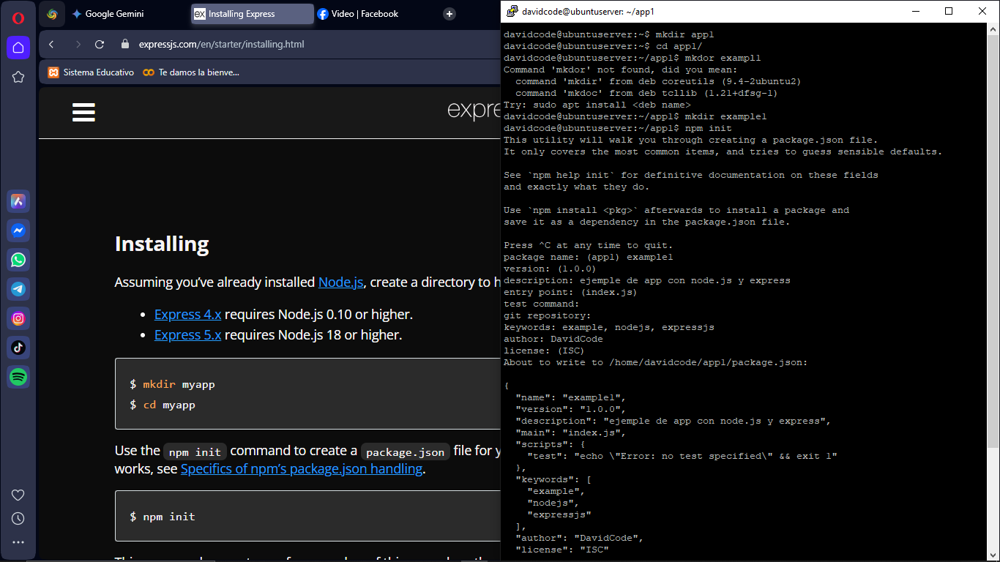 Google Gemini
Installing Express
Video | Facebook
expressjs.com/en/starter/installing.html
Sistema Educativo
Te damos la bienve...
expre
Installing
Assuming you've already installed Node.js, create a directory to h
Express 4.x requires Node.js 0.10 or higher.
Express 5.x requires Node.js 18 or higher.
$ mkdir myapp
$ cd myapp
Use the npm init command to create a package.json file for y
works, see Specifics of npm's package.json handling.
$ npm init
davidcode@ubuntuserver: ~/app1
davidcode@ubuntuserver:~$ mkdir app1
davidcode@ubuntuserver:~$ cd app1/
davidcode@ubuntuserver:~/app1$ mkdor exampl1
Command 'mkdor' not found, did you mean:
  command 'mkdir' from deb coreutils (9.4-2ubuntu2)
  command 'mkdoc' from deb tcllib (1.21+dfsg-1)
Try: sudo apt install <deb name>
davidcode@ubuntuserver:~/app1$ mkdir example1
davidcode@ubuntuserver:~/app1$ npm init
This utility will walk you through creating a package.json file.
It only covers the most common items, and tries to guess sensible defaults.
See `npm help init` for definitive documentation on these fields
and exactly what they do.
Use `npm install <pkg>` afterwards to install a package and
save it as a dependency in the package.json file.
Press ^C at any time to quit.
package name: (app1) example1
version: (1.0.0)
description: ejemple de app con node.js y express
entry point: (index.js)
test command:
git repository:
keywords: example, nodejs, expressjs
author: DavidCode
license: (ISC)
About to write to /home/davidcode/app1/package.json:
{
  "name": "example1",
  "version": "1.0.0",
  "description": "ejemple de app con node.js y express",
  "main": "index.js",
  "scripts": {
    "test": "echo \"Error: no test specified\" && exit 1"
  },
  "keywords": [
    "example",
    "nodejs",
    "expressjs"
  ],
  "author": "DavidCode",
  "license": "ISC"